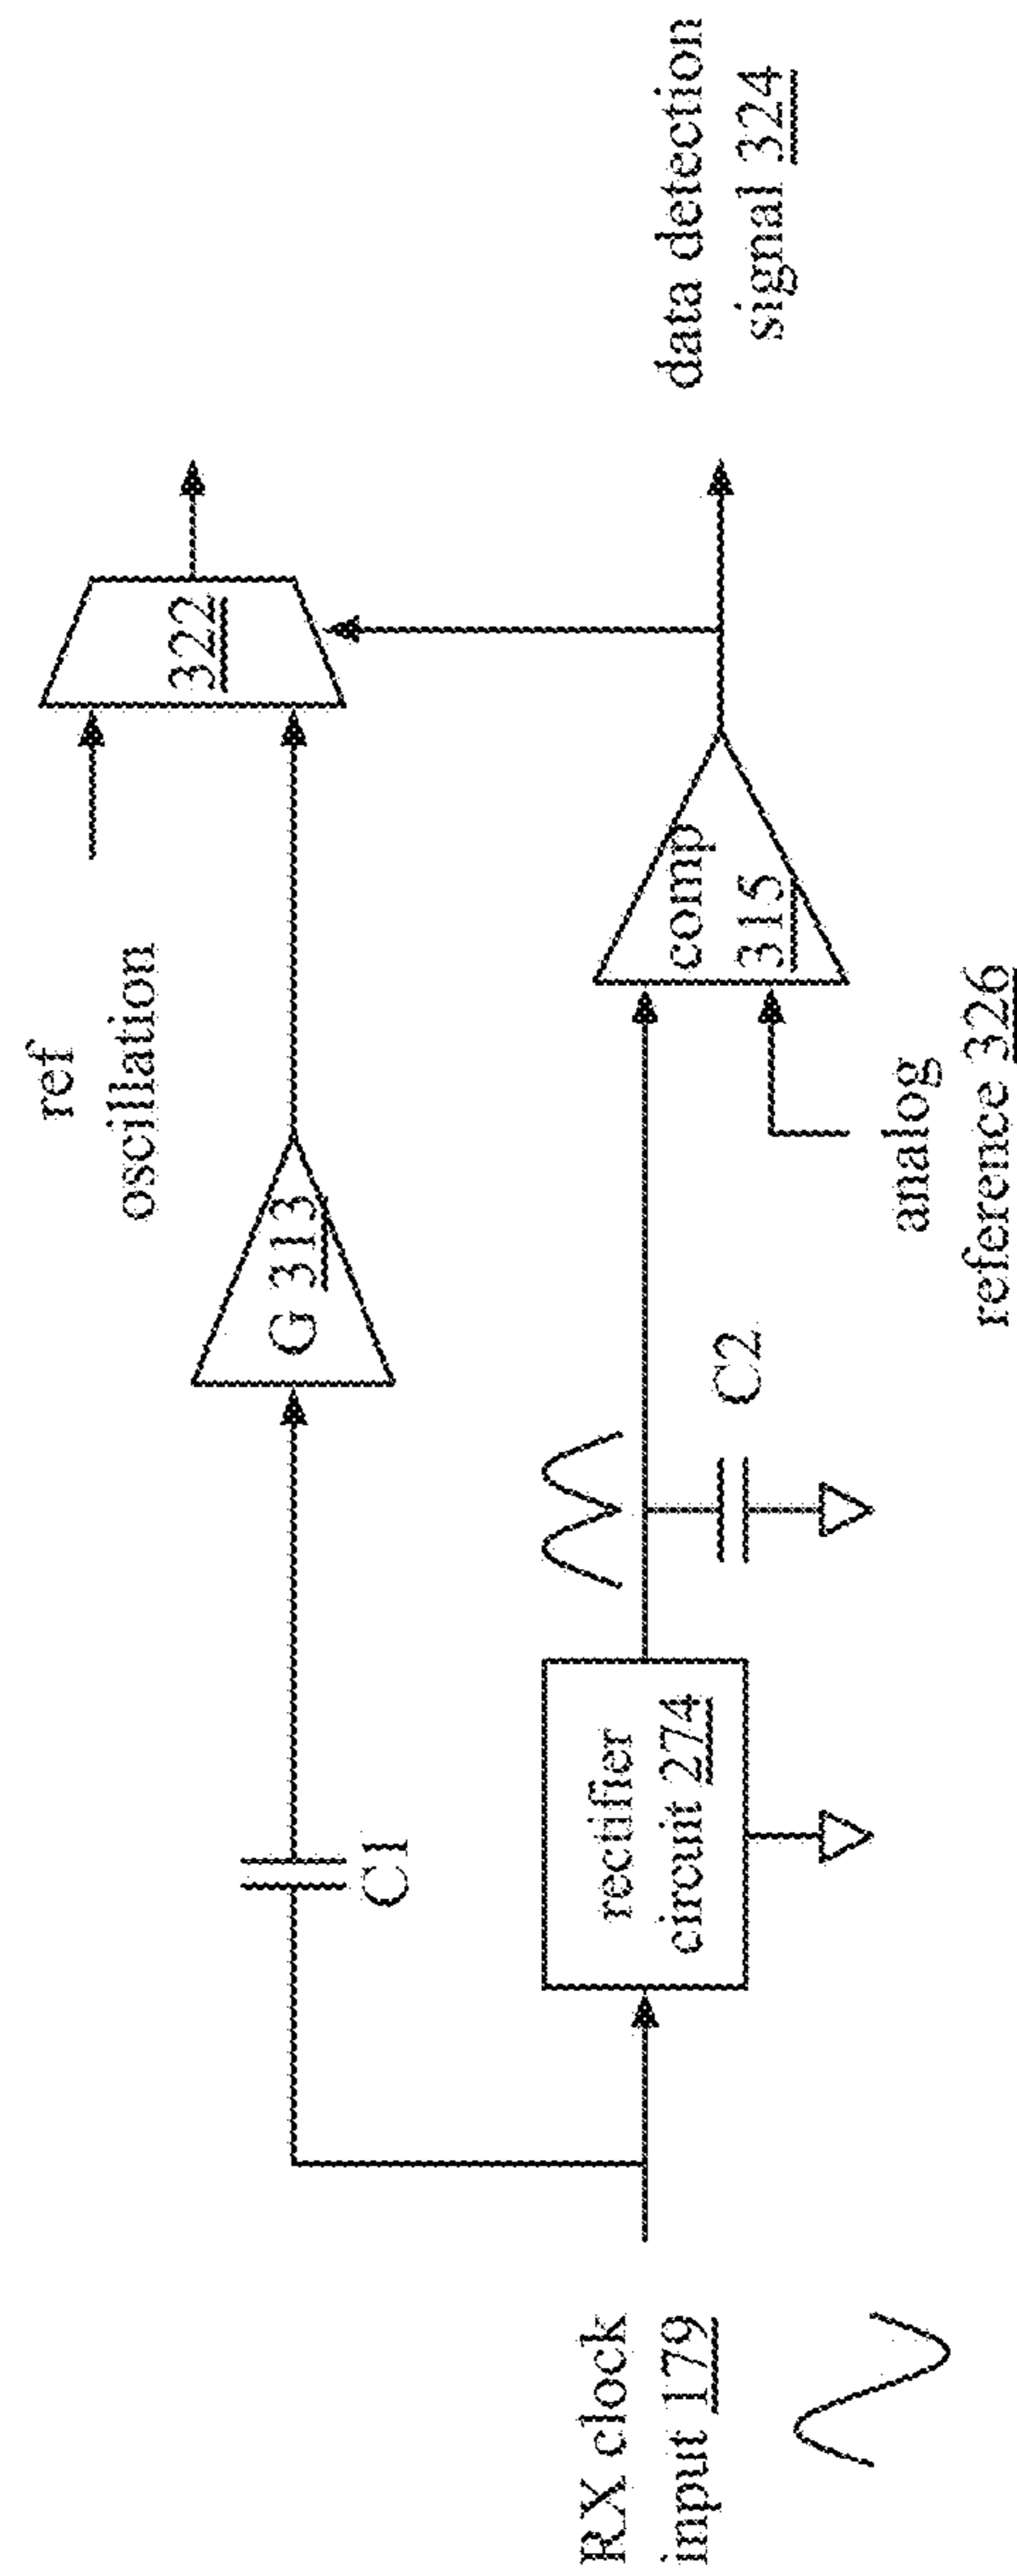 ref
oscillation
322
G 313
C1
data detection
signal 324
comp
315
RX clock
input 179
rectifier
circuit 274
C2
analog
reference 326